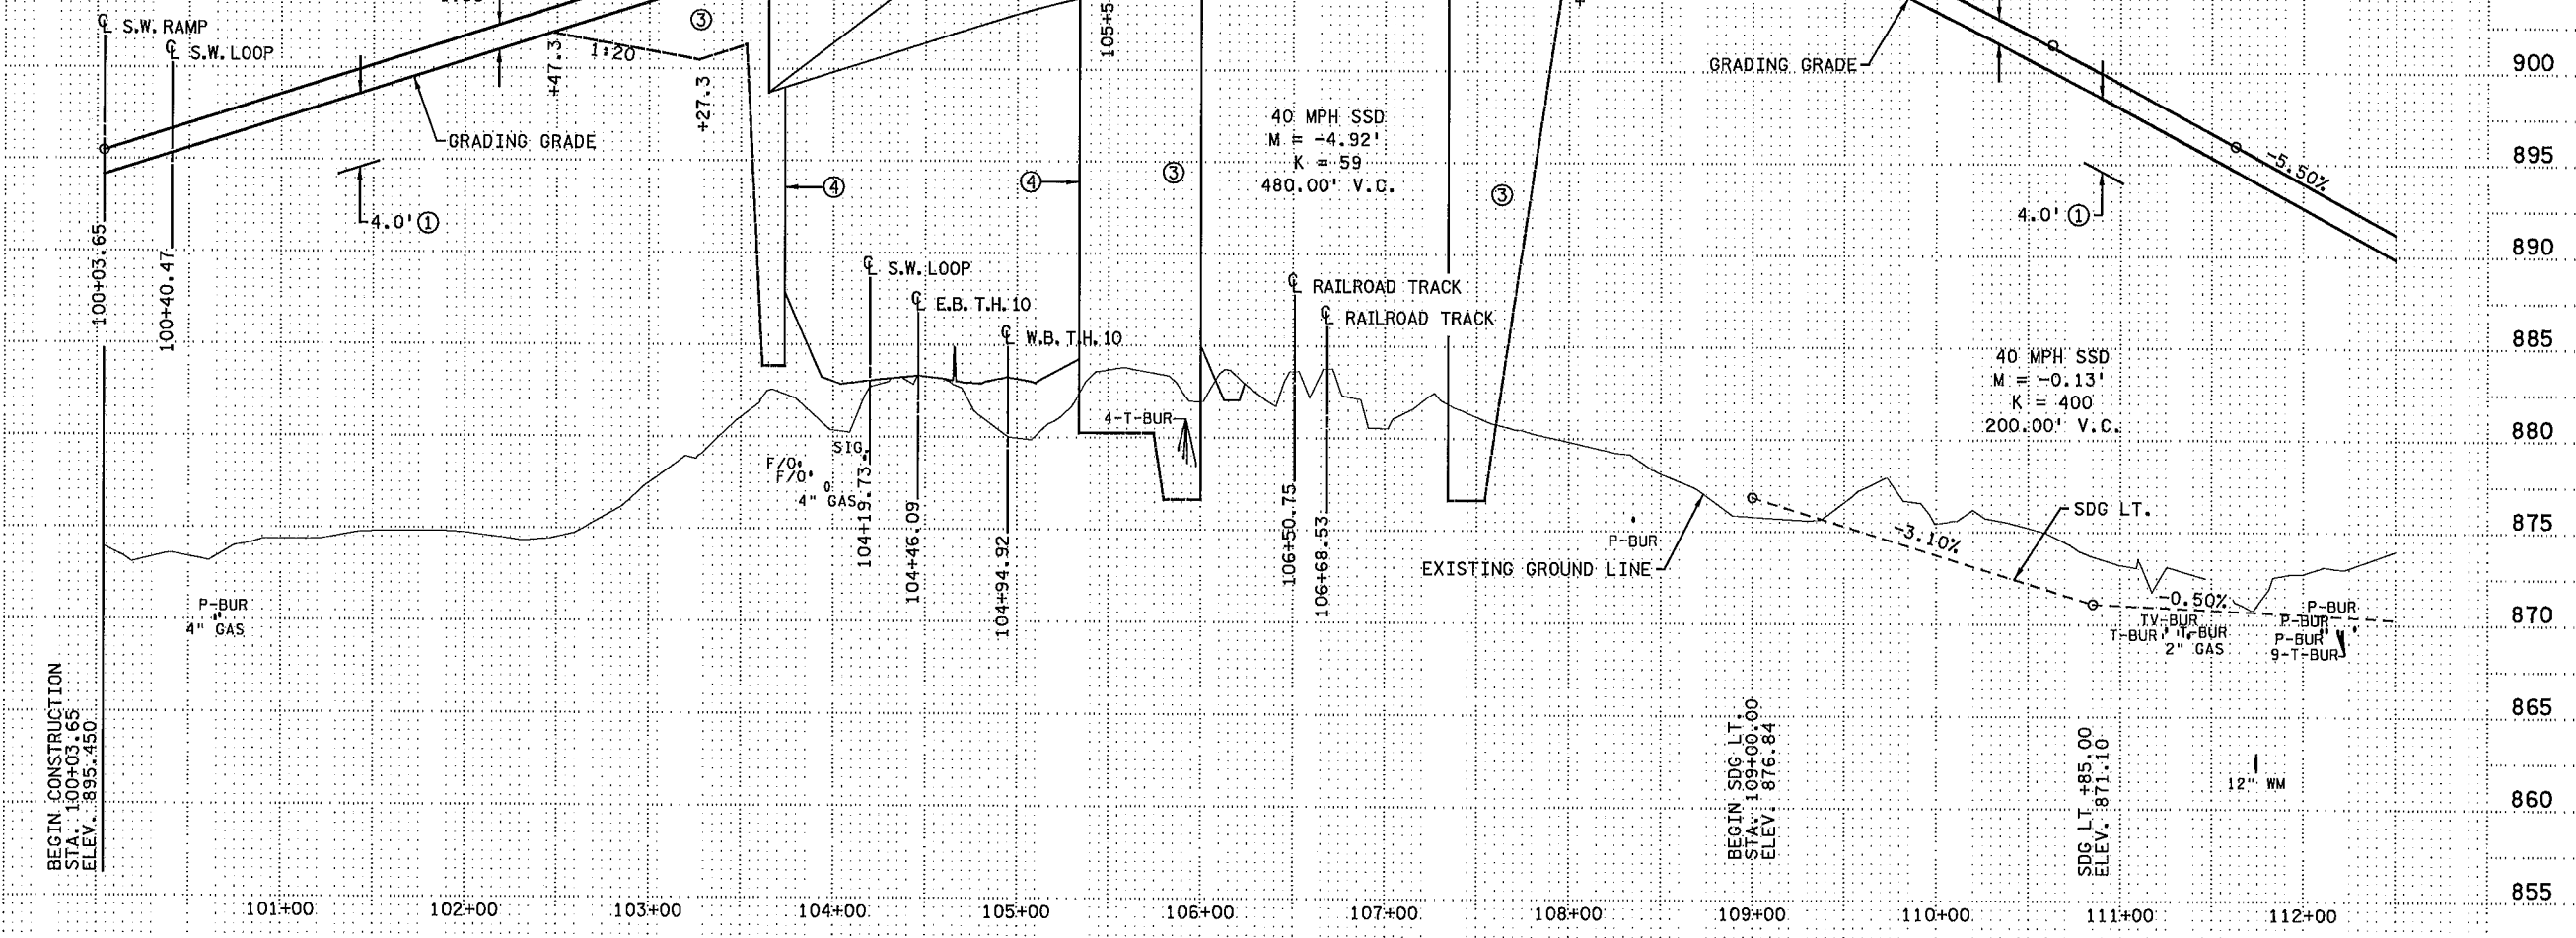 ℄ S.W. RAMP
℄ S.W. LOOP
100+03.65
100+40.47
GRADING GRADE
4.0' ①
+47.3
1:20
③
+27.3
④
℄ S.W. LOOP
℄ E.B. T.H. 10
℄ W.B. T.H. 10
104+19.73
104+46.09
104+94.92
④
105+5
③
40 MPH SSD
M = -4.92'
K = 59
480.00' V.C.
℄ RAILROAD TRACK
℄ RAILROAD TRACK
106+50.75
106+68.53
③
GRADING GRADE
4.0' ①
-5.50%
40 MPH SSD
M = -0.13'
K = 400
200.00' V.C.
4-T-BUR
SIG.
F/O
F/O
4" GAS
P-BUR
4" GAS
P-BUR
EXISTING GROUND LINE
-3.10%
SDG LT.
-0.50%
TV-BUR
T-BUR
T-BUR
2" GAS
P-BUR
P-BUR
P-BUR
9-T-BUR
12" WM
BEGIN CONSTRUCTION
STA. 100+03.65
ELEV. 895.450
BEGIN SDG LT.
STA. 109+00.00
ELEV. 876.84
SDG LT +85.00
ELEV. 871.10
900
895
890
885
880
875
870
865
860
855
101+00
102+00
103+00
104+00
105+00
106+00
107+00
108+00
109+00
110+00
111+00
112+00